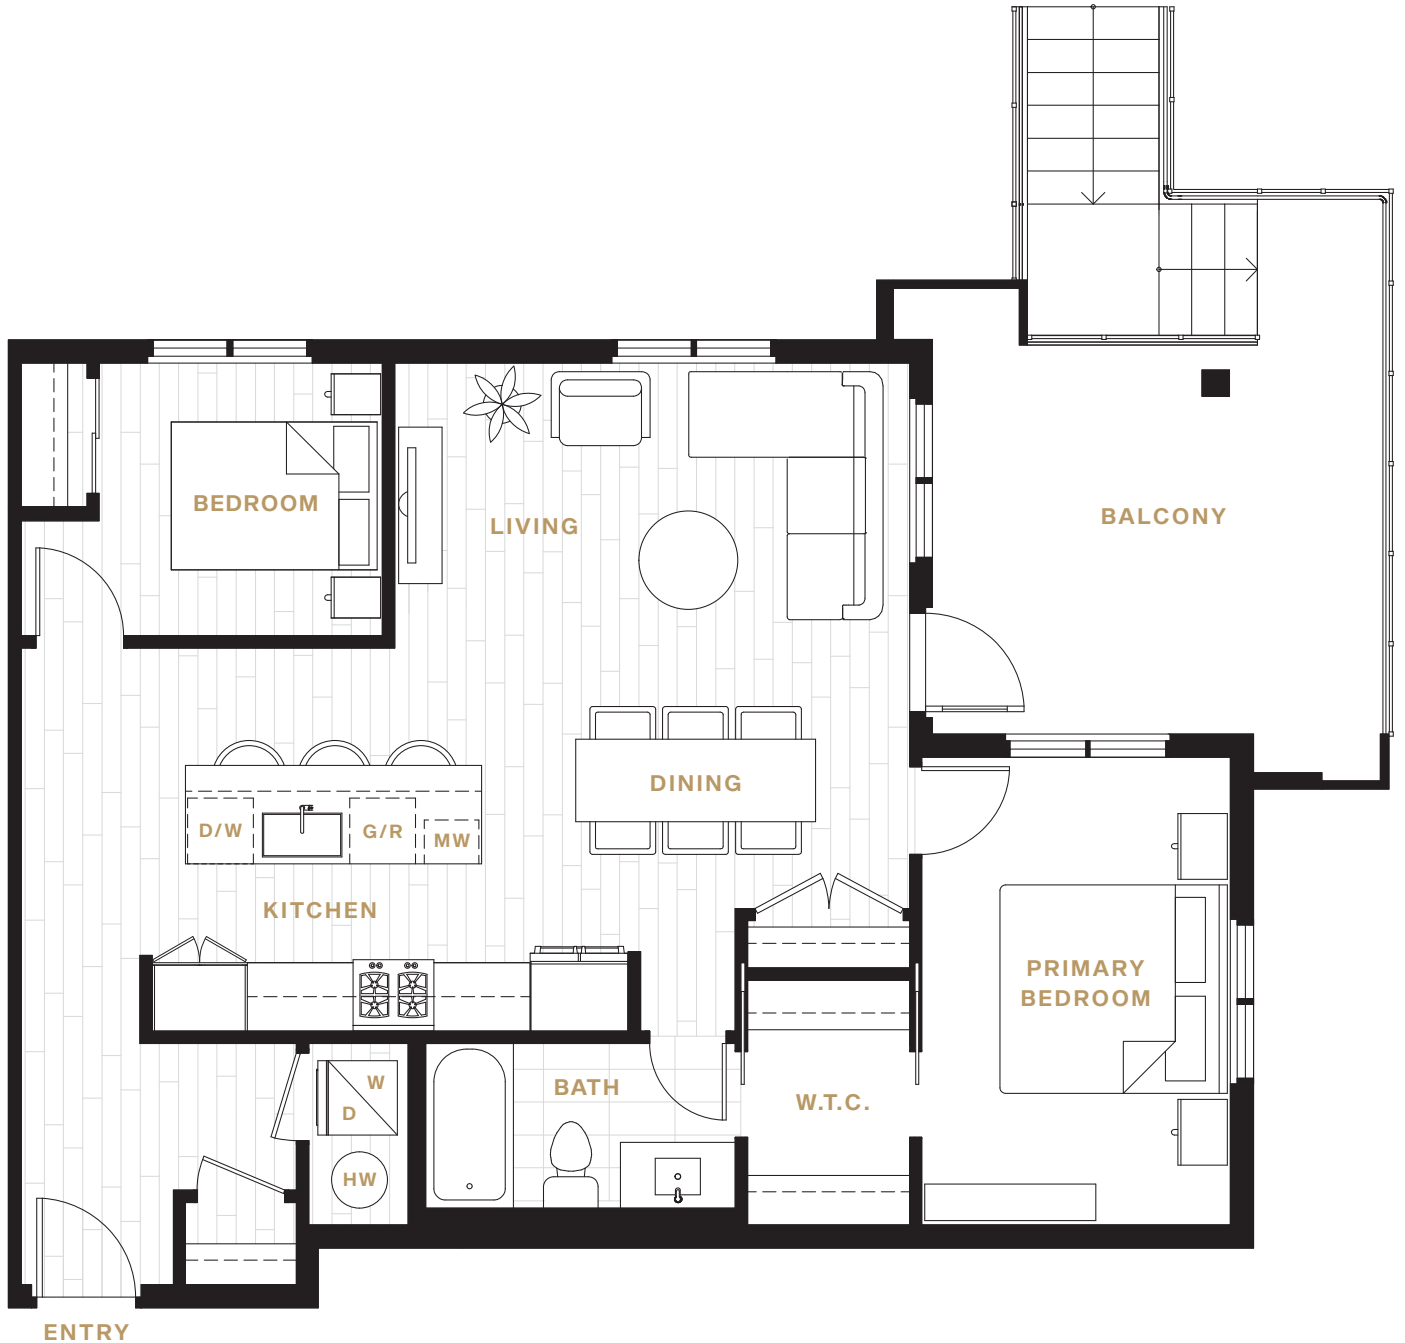 BEDROOM
LIVING
BALCONY
DINING
D/W
G/R
MW
KITCHEN
PRIMARY
BEDROOM
W
D
BATH
W.T.C.
HW
ENTRY